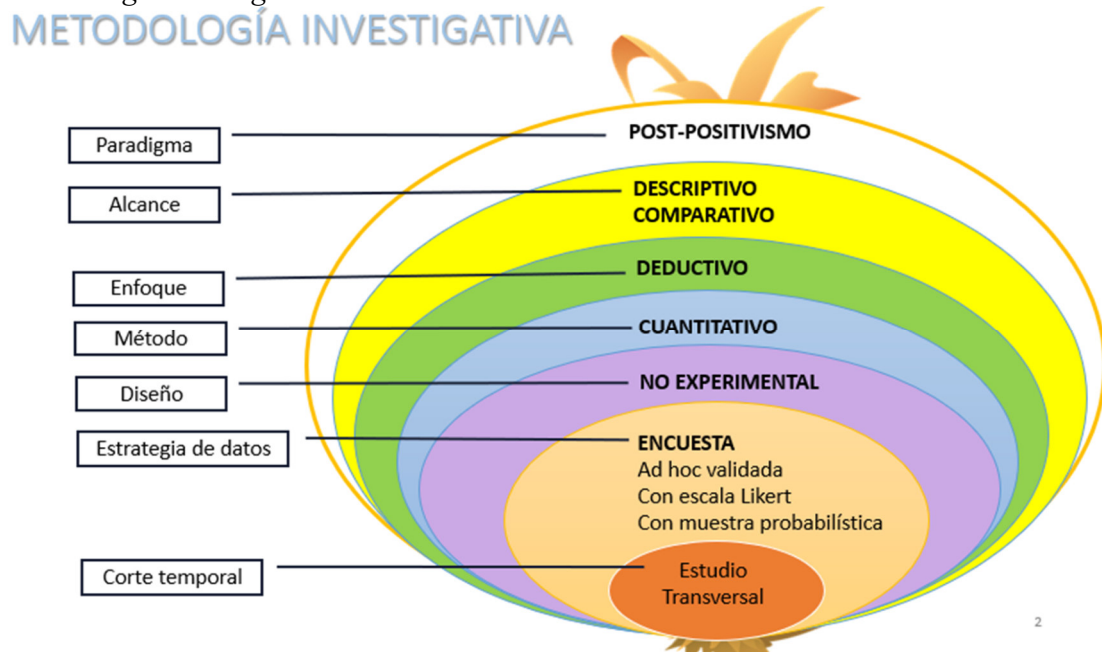 METODOLOGÍA INVESTIGATIVA
Paradigma
POST-POSITIVISMO
Alcance
DESCRIPTIVO
COMPARATIVO
Enfoque
DEDUCTIVO
Método
CUANTITATIVO
Diseño
NO EXPERIMENTAL
Estrategia de datos
ENCUESTA
Ad hoc validada
Con escala Likert
Con muestra probabilística
Corte temporal
Estudio
Transversal
2